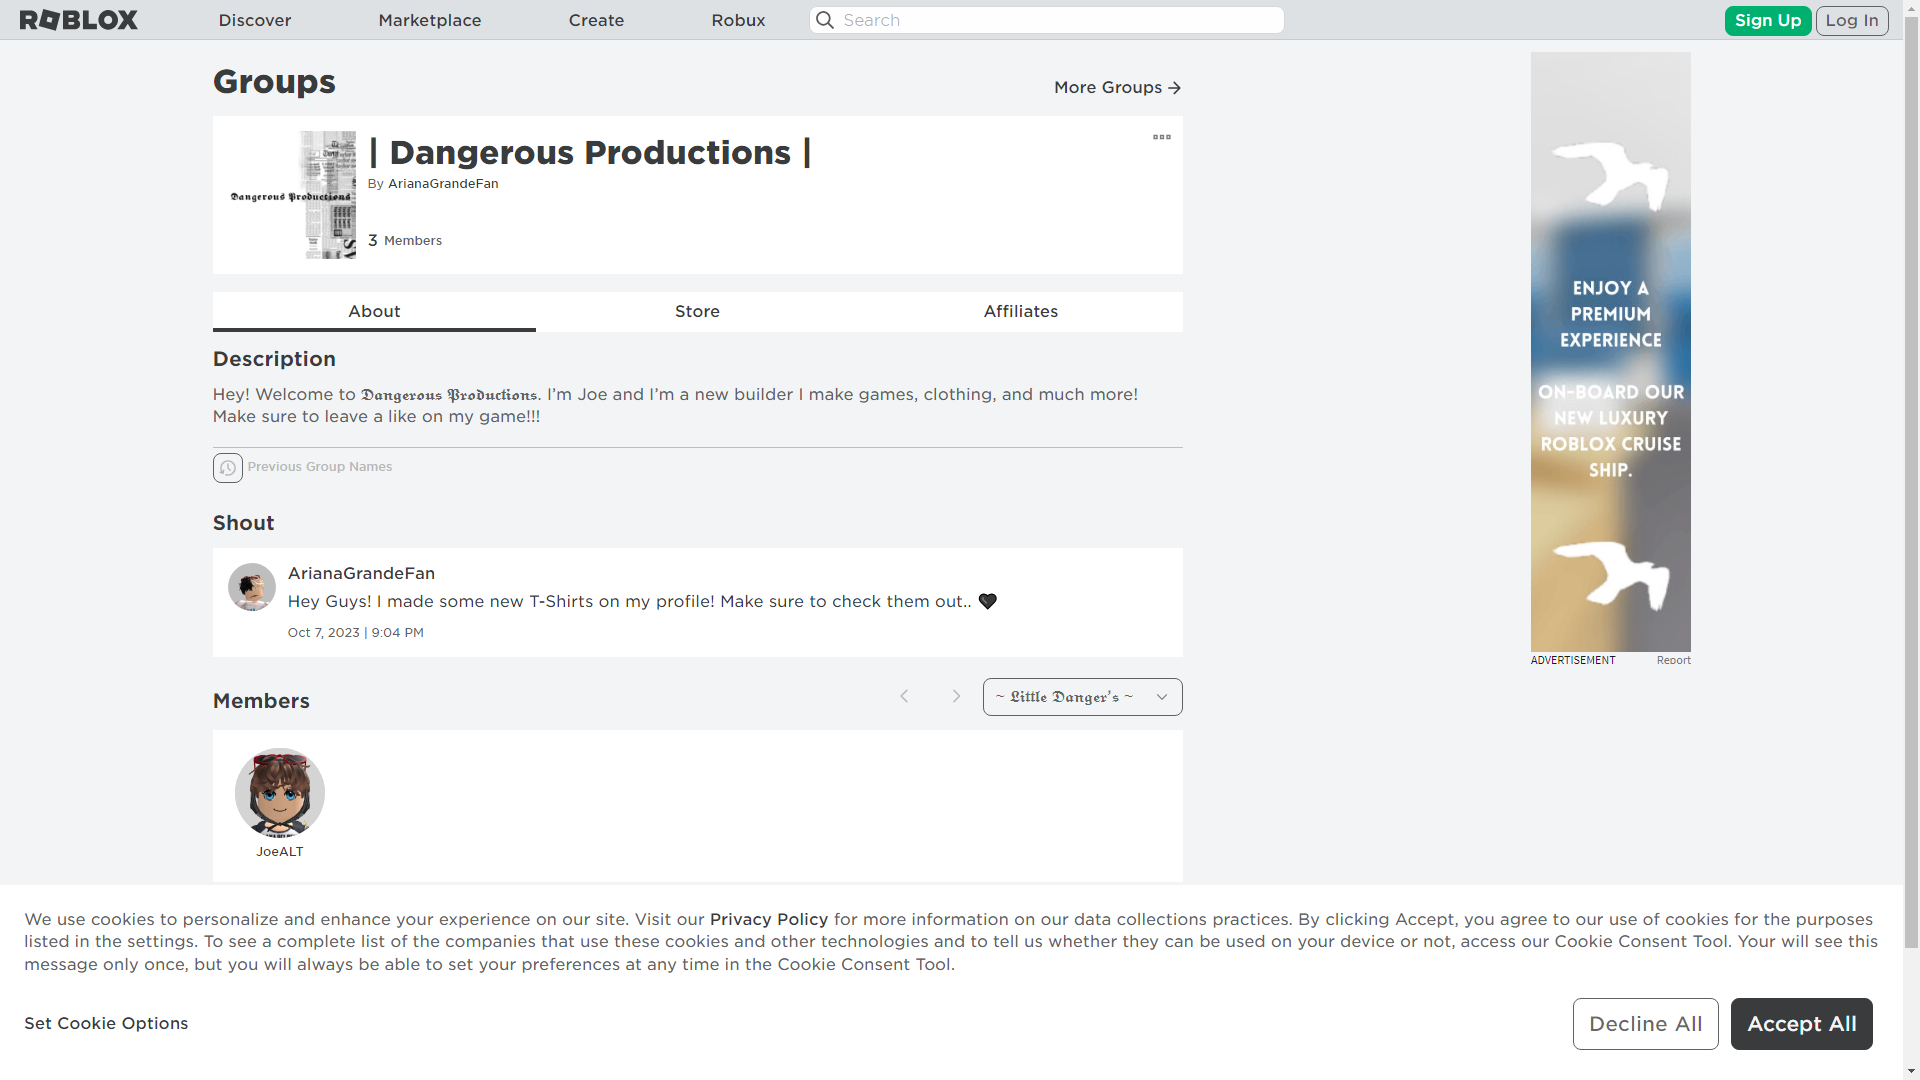 ROBLOX Discover Marketplace Create Robux Search Sign Up Log In
Groups
More Groups
Dangerous Productions
| Dangerous Productions |
By ArianaGrandeFan
3 Members
About Store Affiliates
Description
Hey! Welcome to 𝕯𝖆𝖓𝖌𝖊𝖗𝖔𝖚𝖘 𝕻𝖗𝖔𝖉𝖚𝖈𝖙𝖎𝖔𝖓𝖘. I’m Joe and I’m a new builder I make games, clothing, and much more!
Make sure to leave a like on my game!!!
Previous Group Names
Shout
ArianaGrandeFan
Hey Guys! I made some new T-Shirts on my profile! Make sure to check them out.. 🖤
Oct 7, 2023 | 9:04 PM
Members
~ 𝕷𝖎𝖙𝖙𝖑𝖊 𝕯𝖆𝖓𝖌𝖊𝖗’𝖘 ~
JoeALT
ENJOY A
PREMIUM
EXPERIENCE
ON-BOARD OUR
NEW LUXURY
ROBLOX CRUISE
SHIP.
ADVERTISEMENT Report
We use cookies to personalize and enhance your experience on our site. Visit our Privacy Policy for more information on our data collections practices. By clicking Accept, you agree to our use of cookies for the purposes
listed in the settings. To see a complete list of the companies that use these cookies and other technologies and to tell us whether they can be used on your device or not, access our Cookie Consent Tool. Your will see this
message only once, but you will always be able to set your preferences at any time in the Cookie Consent Tool.
Set Cookie Options
Decline All
Accept All